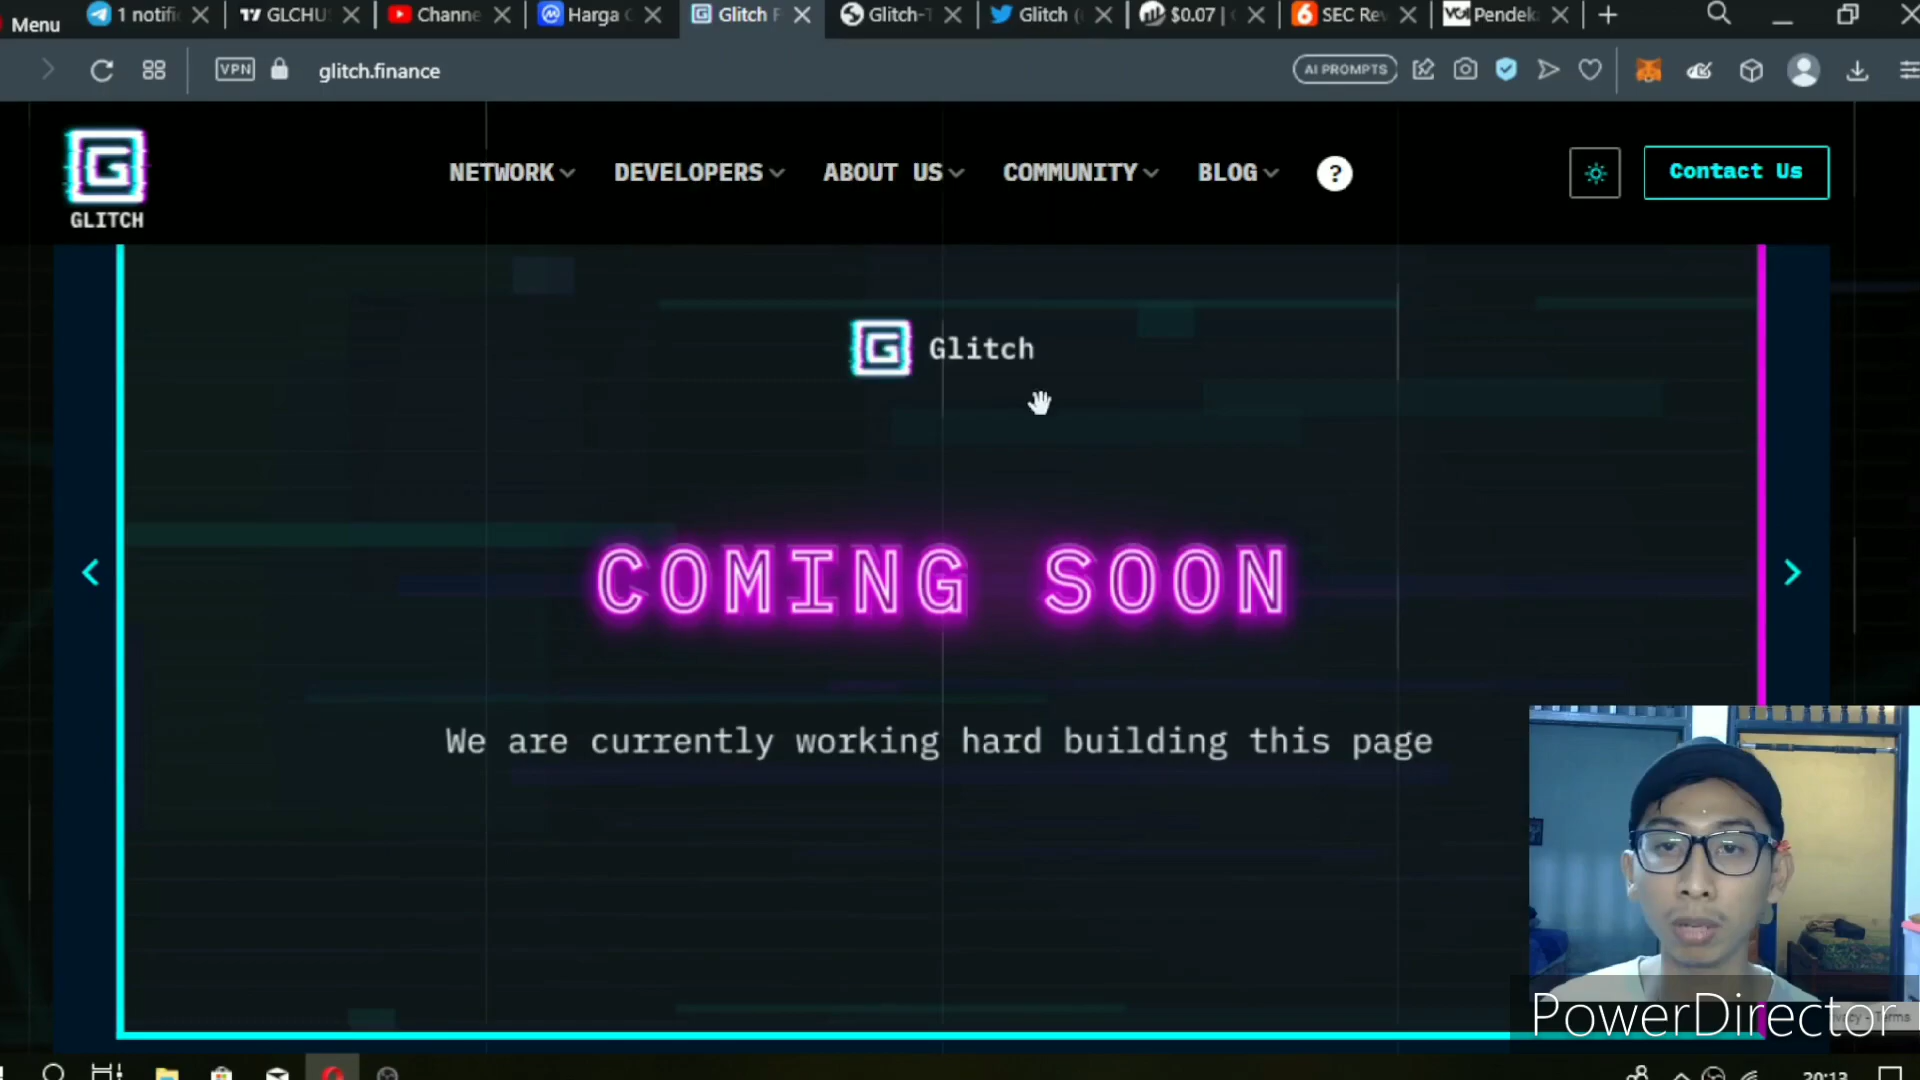 Menu
1 notifi
GLCHU
Channe
Harga
Glitch F
Glitch-T
Glitch (
$0.07 |
SEC Re
Pendek
VPN
glitch.finance
AI PROMPTS
GLITCH
NETWORK
DEVELOPERS
ABOUT US
COMMUNITY
BLOG
?
Contact Us
Glitch
COMING SOON
We are currently working hard building this page
PowerDirector
Terms